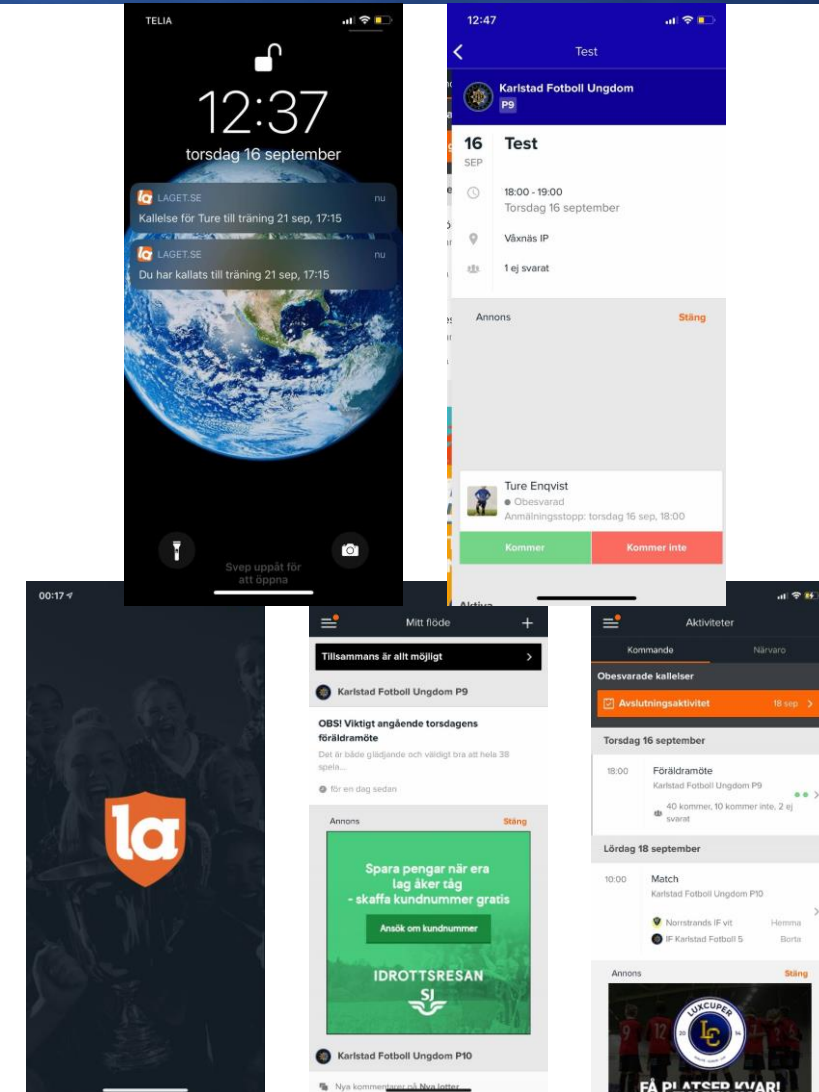 TELIA
12:37
torsdag 16 september
LAGET.SE
nu
Kallelse för Ture till träning 21 sep, 17:15
LAGET.SE
nu
Du har kallats till träning 21 sep, 17:15
Svep uppåt för
att öppna
12:47
Test
Karlstad Fotboll Ungdom
P9
16
SEP
Test
18:00 - 19:00
Torsdag 16 september
Våxnäs IP
1 ej svarat
Annons
Stäng
Ture Enqvist
Obesvarad
Anmälningsstopp: torsdag 16 sep, 18:00
Kommer
Kommer inte
Aktiva
00:17
la
Mitt flöde
Tillsammans är allt möjligt
Karlstad Fotboll Ungdom P9
OBS! Viktigt angående torsdagens
föräldramöte
Det är både glädjande och väldigt bra att hela 38
spela...
för en dag sedan
Annons
Stäng
Spara pengar när era
lag åker tåg
- skaffa kundnummer gratis
Ansök om kundnummer
IDROTTSRESAN
SJ
Karlstad Fotboll Ungdom P10
Nya kommentarer på Nya lotter
Aktiviteter
Kommande
Närvaro
Obesvarade kallelser
Avslutningsaktivitet
18 sep
Torsdag 16 september
18:00
Föräldramöte
Karlstad Fotboll Ungdom P9
40 kommer, 10 kommer inte, 2 ej
svarat
Lördag 18 september
10:00
Match
Karlstad Fotboll Ungdom P10
Norrstrands IF vit
Hemma
IF Karlstad Fotboll 5
Borta
Annons
Stäng
LUXCUPER
LC
FÅ PLATSER KVAR!